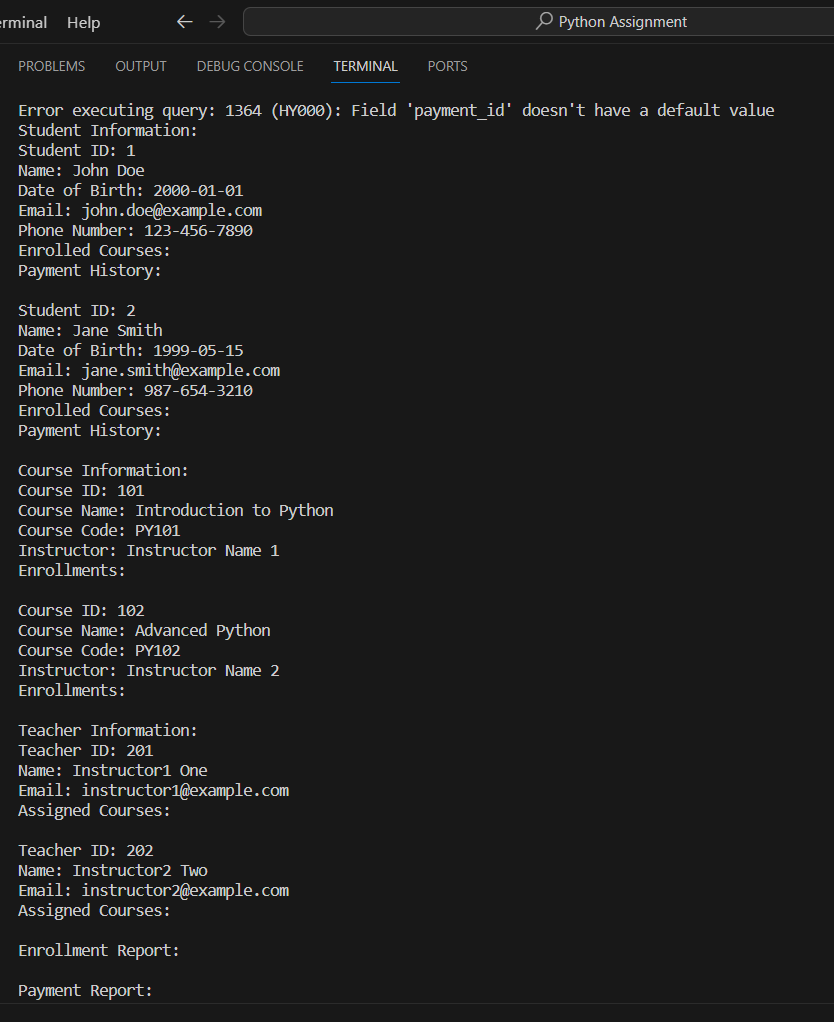 erminal Help ← → Python Assignment
PROBLEMS OUTPUT DEBUG CONSOLE TERMINAL PORTS
Error executing query: 1364 (HY000): Field 'payment_id' doesn't have a default value
Student Information:
Student ID: 1
Name: John Doe
Date of Birth: 2000-01-01
Email: john.doe@example.com
Phone Number: 123-456-7890
Enrolled Courses:
Payment History:

Student ID: 2
Name: Jane Smith
Date of Birth: 1999-05-15
Email: jane.smith@example.com
Phone Number: 987-654-3210
Enrolled Courses:
Payment History:

Course Information:
Course ID: 101
Course Name: Introduction to Python
Course Code: PY101
Instructor: Instructor Name 1
Enrollments:

Course ID: 102
Course Name: Advanced Python
Course Code: PY102
Instructor: Instructor Name 2
Enrollments:

Teacher Information:
Teacher ID: 201
Name: Instructor1 One
Email: instructor1@example.com
Assigned Courses:

Teacher ID: 202
Name: Instructor2 Two
Email: instructor2@example.com
Assigned Courses:

Enrollment Report:

Payment Report: